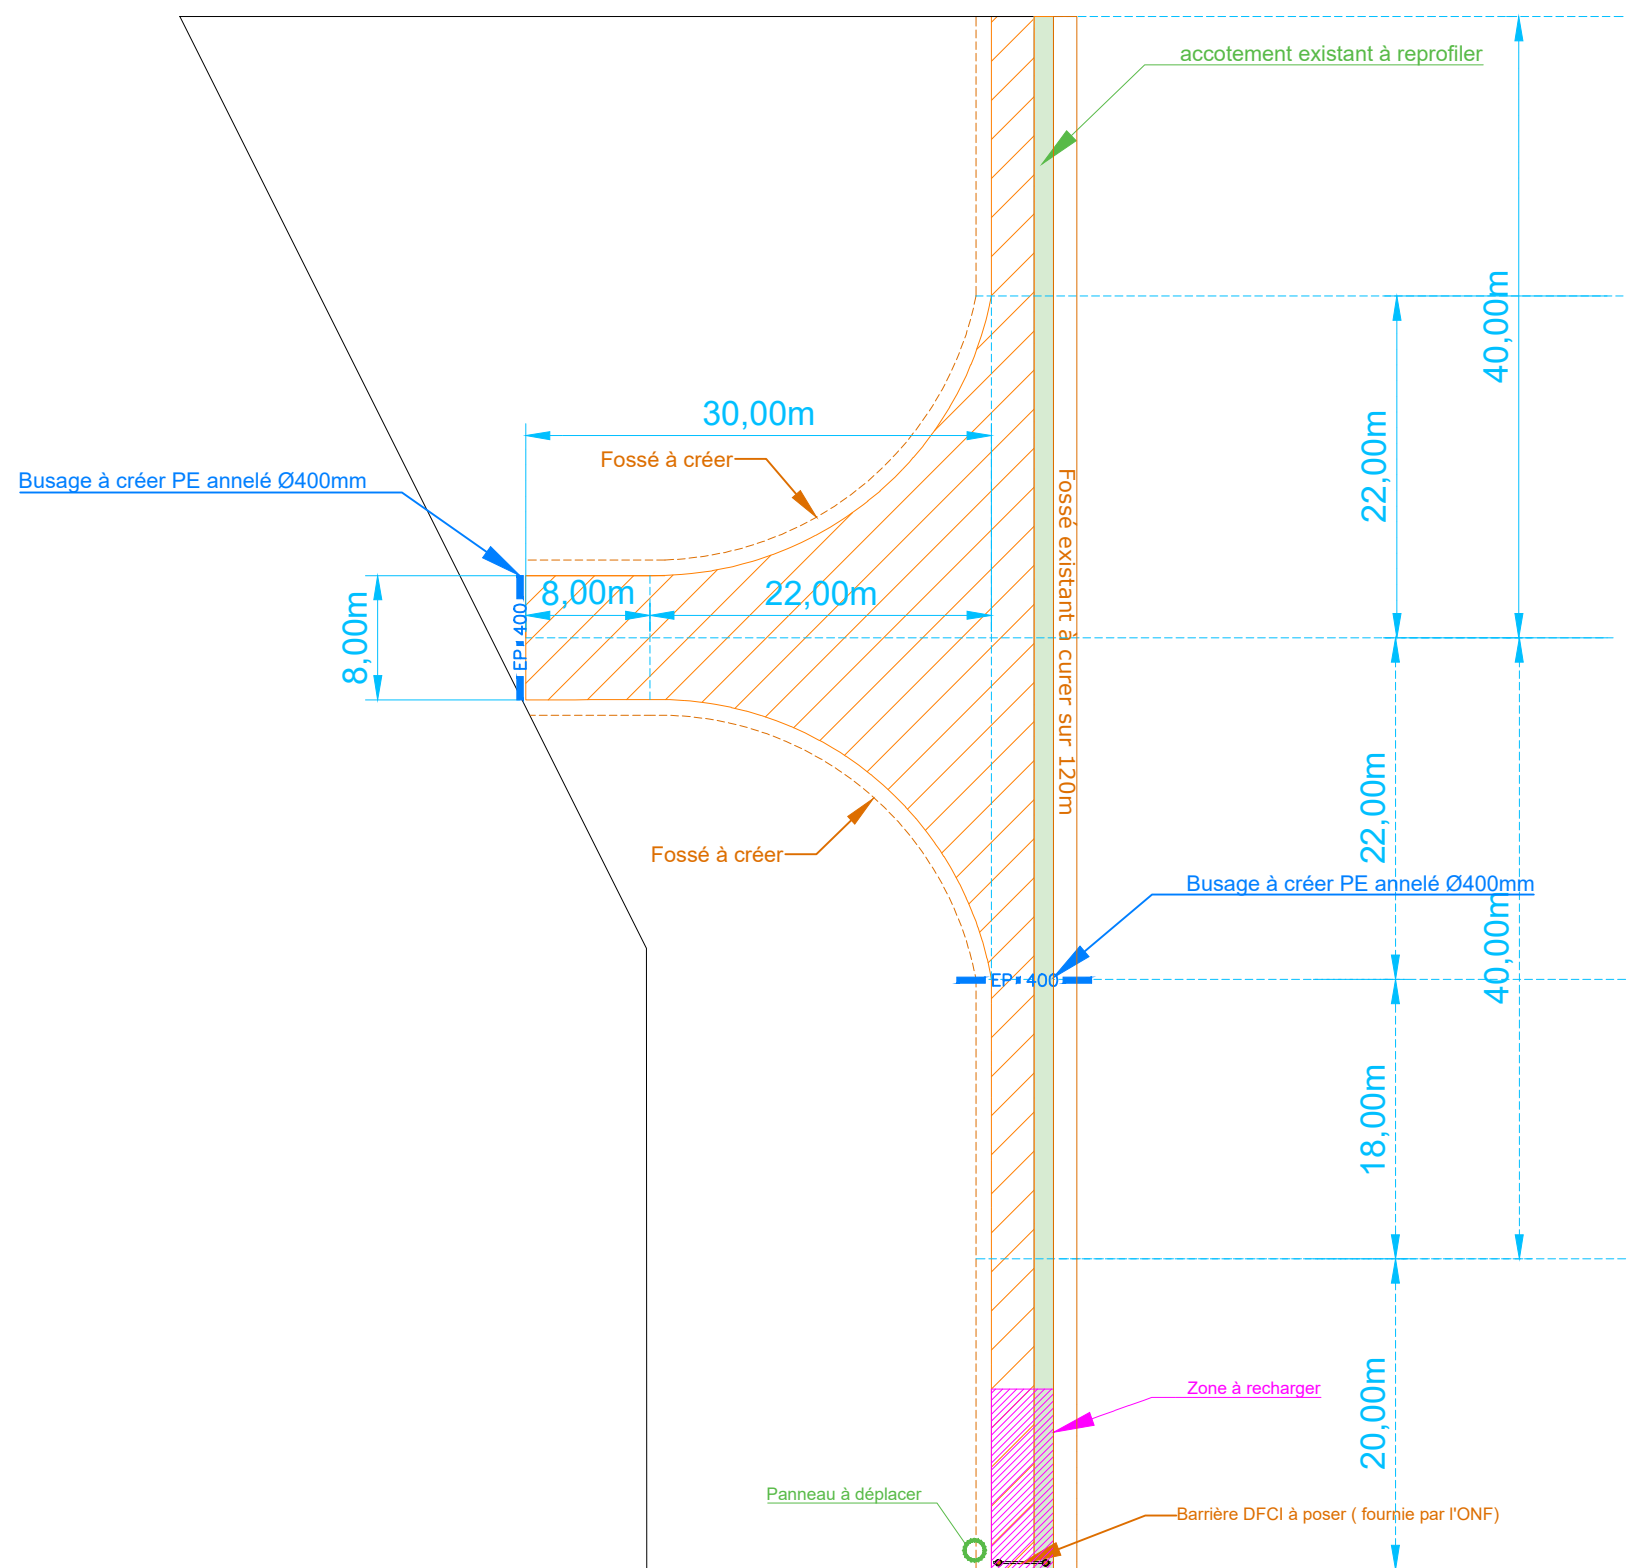 accotement existant à reprofiler
40,00m
22,00m
30,00m
Fossé à créer
Busage à créer PE annelé Ø400mm
Fossé existant à curer sur 120m
8,00m
22,00m
8,00m
EP 400
22,00m
Fossé à créer
Busage à créer PE annelé Ø400mm
40,00m
EP 400
18,00m
20,00m
Zone à recharger
Panneau à déplacer
Barrière DFCI à poser ( fournie par l'ONF)